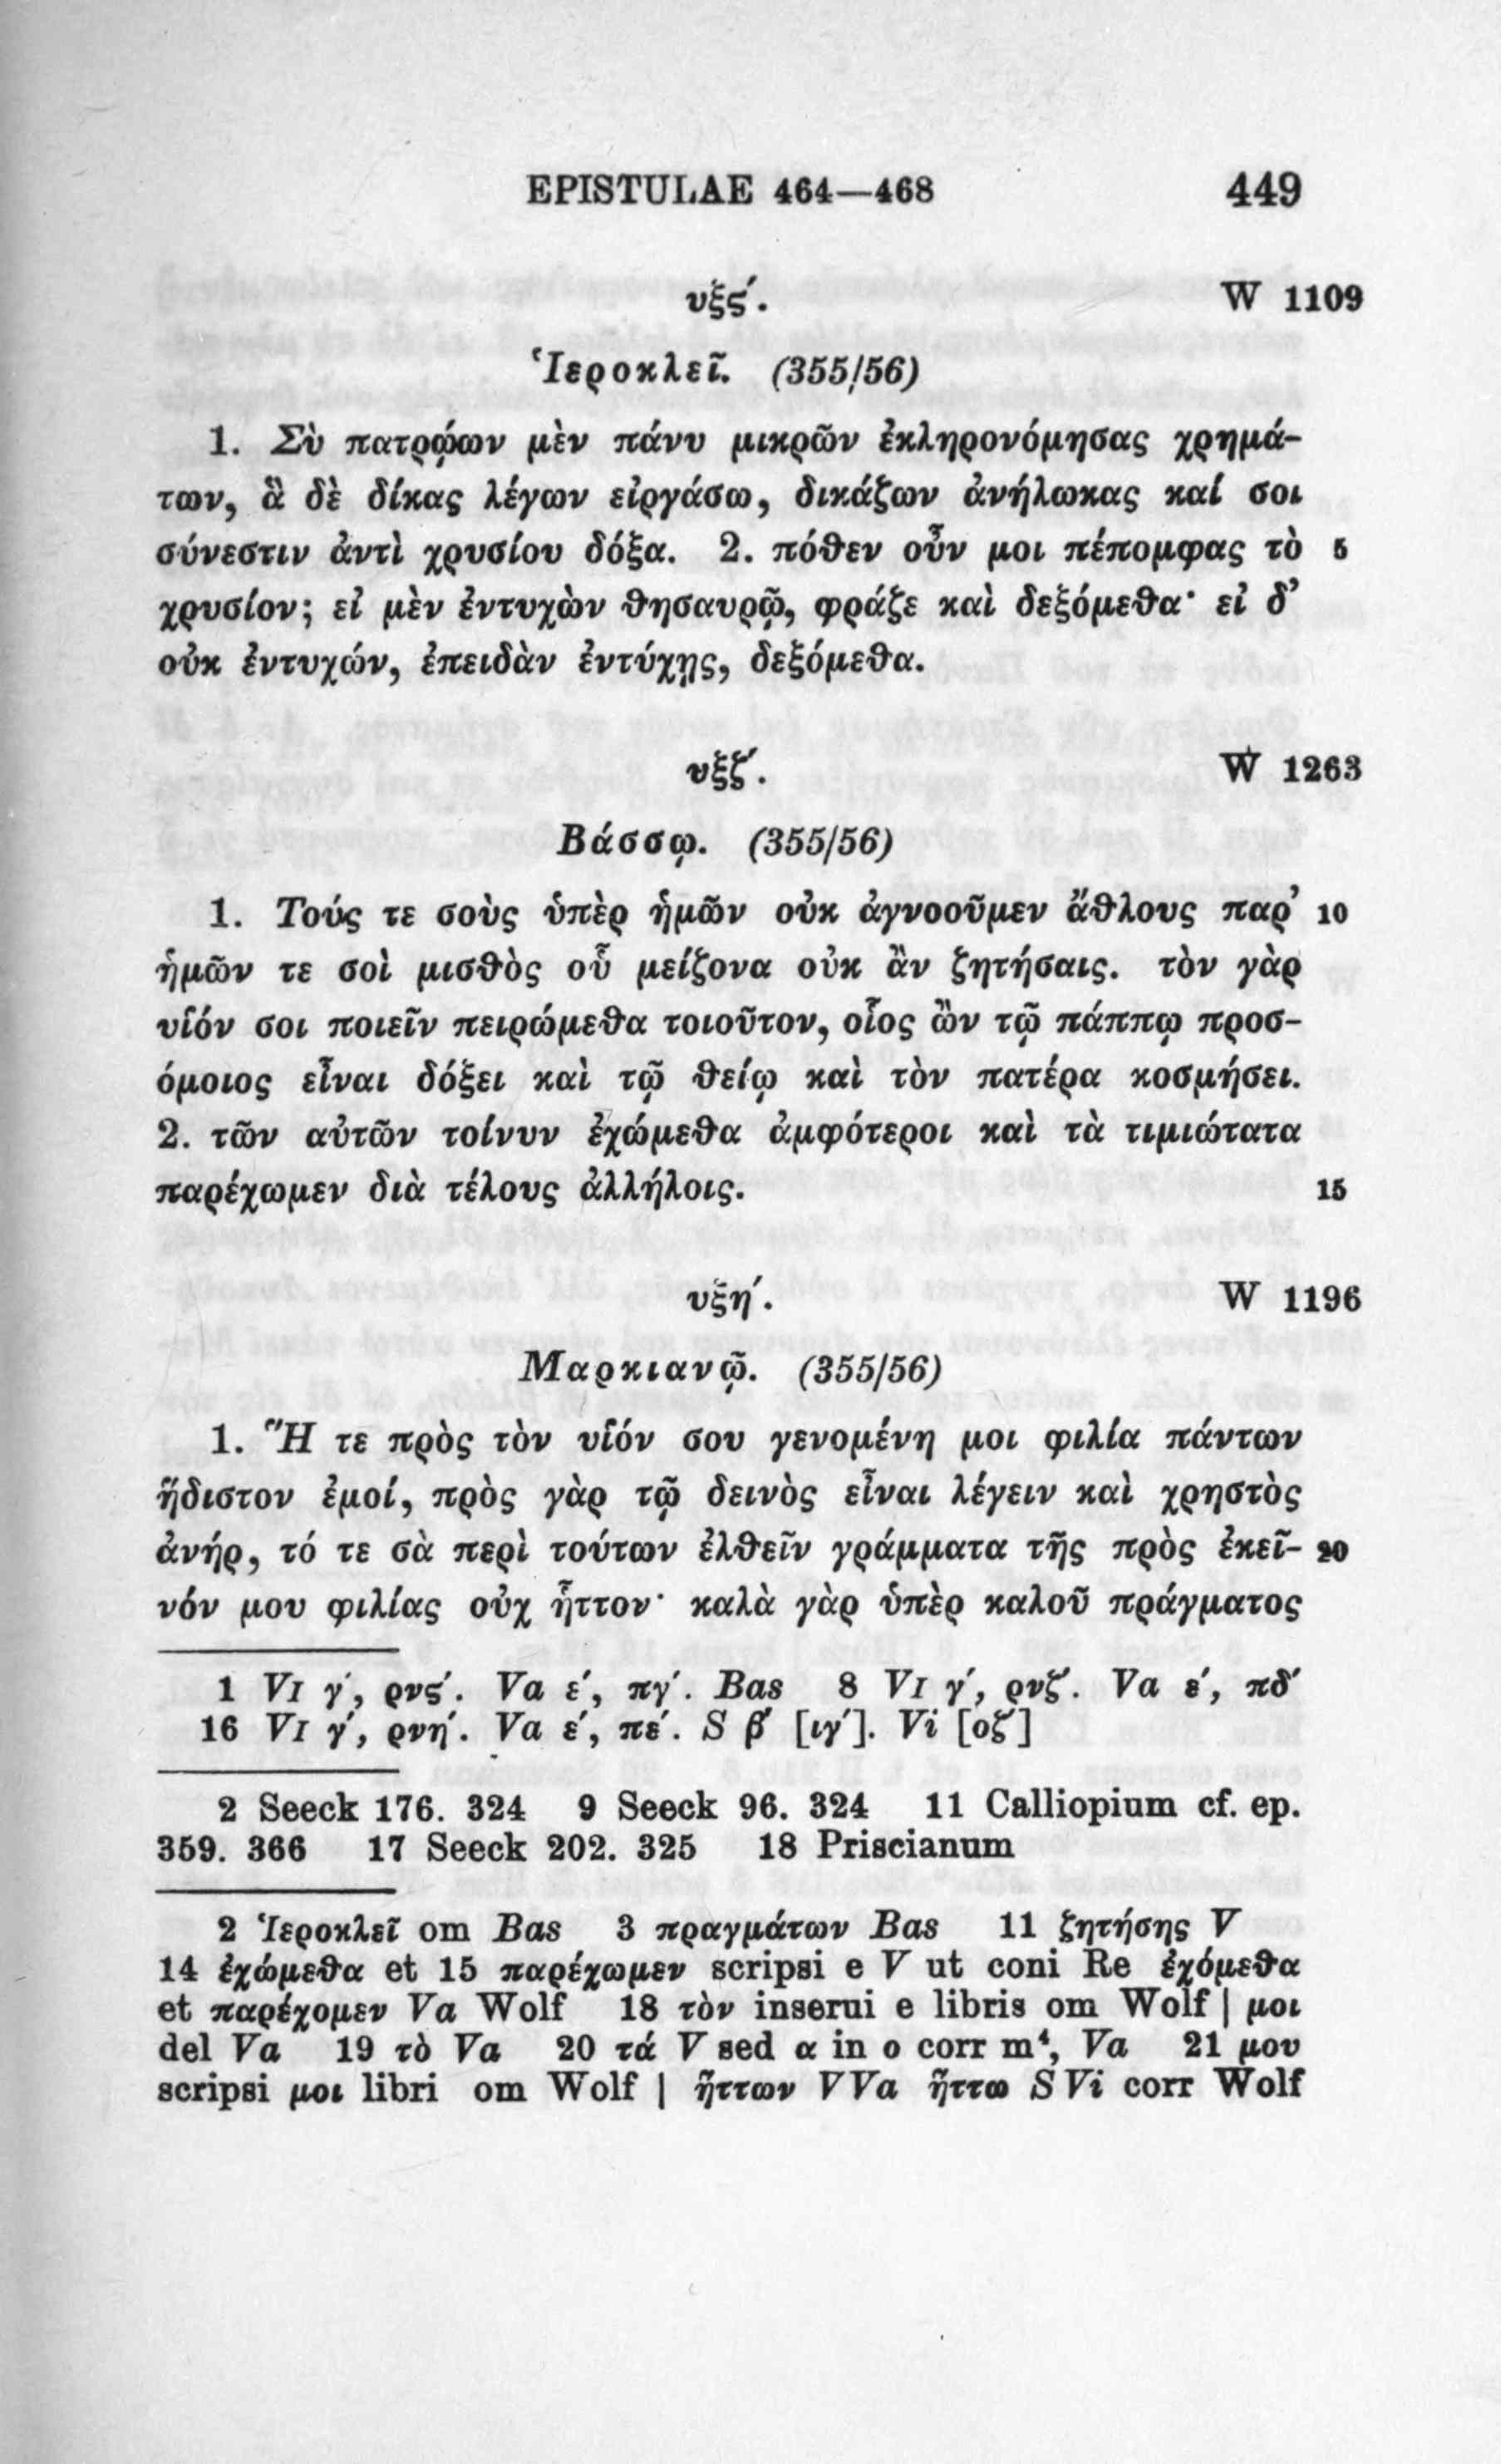 EPISTULAE 464—468 449
υξϛ´. W 1109
Ἱεροκλεῖ. (355/56)
1. Σὺ πατρῴων μὲν πάνυ μικρῶν ἐκληρονόμησας χρημά-
των, ἃ δὲ δίκας λέγων εἰργάσω, δικάζων ἀνήλωκας καί σοι
σύνεστιν ἀντὶ χρυσίου δόξα. 2. πόθεν οὖν μοι πέπομφας τὸ 5
χρυσίον; εἰ μὲν ἐντυχὼν θησαυρῷ, φράζε καὶ δεξόμεθα· εἰ δ’
οὐκ ἐντυχών, ἐπειδὰν ἐντύχῃς, δεξόμεθα.
υξζ´. W 1263
Βάσσῳ. (355/56)
1. Τούς τε σοὺς ὑπὲρ ἡμῶν οὐκ ἀγνοοῦμεν ἄθλους παρ’ 10
ἡμῶν τε σοὶ μισθὸς οὗ μείζονα οὐκ ἂν ζητήσαις. τὸν γὰρ
υἱόν σοι ποιεῖν πειρώμεθα τοιοῦτον, οἷος ὢν τῷ πάππῳ προσ-
όμοιος εἶναι δόξει καὶ τῷ θείῳ καὶ τὸν πατέρα κοσμήσει.
2. τῶν αὐτῶν τοίνυν ἐχώμεθα ἀμφότεροι καὶ τὰ τιμιώτατα
παρέχωμεν διὰ τέλους ἀλλήλοις. 15
υξη´. W 1196
Μαρκιανῷ. (355/56)
1. Ἥ τε πρὸς τὸν υἱόν σου γενομένη μοι φιλία πάντων
ἥδιστον ἐμοί, πρὸς γὰρ τῷ δεινὸς εἶναι λέγειν καὶ χρηστὸς
ἀνήρ, τό τε σὰ περὶ τούτων ἐλθεῖν γράμματα τῆς πρὸς ἐκεῖ- 20
νόν μου φιλίας οὐχ ἧττον· καλὰ γὰρ ὑπὲρ καλοῦ πράγματος
1 VI γ´, ρνϛ´. Va ε´, πγ´. Bas 8 VI γ´, ρνζ´. Va ε´, πδ´
16 VI γ´, ρνη´. Va ε´, πε´. S β´ [ιγ´]. Vi [οζ´]
2 Seeck 176. 324 9 Seeck 96. 324 11 Calliopium cf. ep.
359. 366 17 Seeck 202. 325 18 Priscianum
2 Ἱεροκλεῖ om Bas 3 πραγμάτων Bas 11 ζητήσης V
14 ἐχώμεθα et 15 παρέχωμεν scripsi e V ut coni Re ἐχόμεθα
et παρέχομεν Va Wolf 18 τὸν inserui e libris om Wolf | μοι
del Va 19 τὸ Va 20 τά V sed α in ο corr m⁴, Va 21 μου
scripsi μοι libri om Wolf | ἥττων V Va ἥττω S Vi corr Wolf